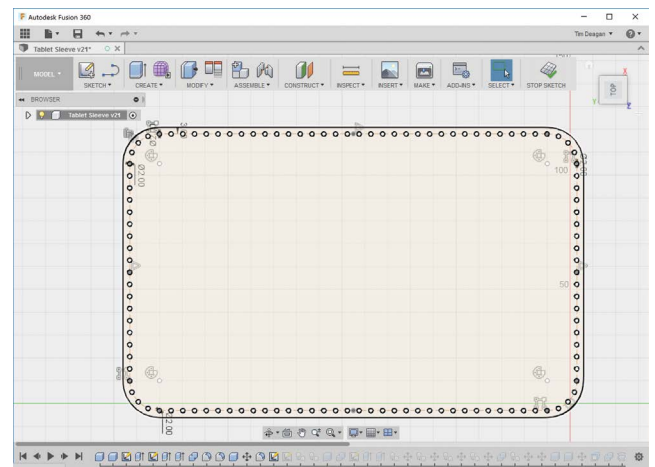 Autodesk Fusion 360
Tim Deagan
Tablet Sleeve v21*
MODEL
SKETCH CREATE MODIFY ASSEMBLE CONSTRUCT INSPECT INSERT MAKE ADD-INS SELECT STOP SKETCH
BROWSER
TOP
X
Y
Z
Tablet Sleeve v21
Ø2.00
100
50